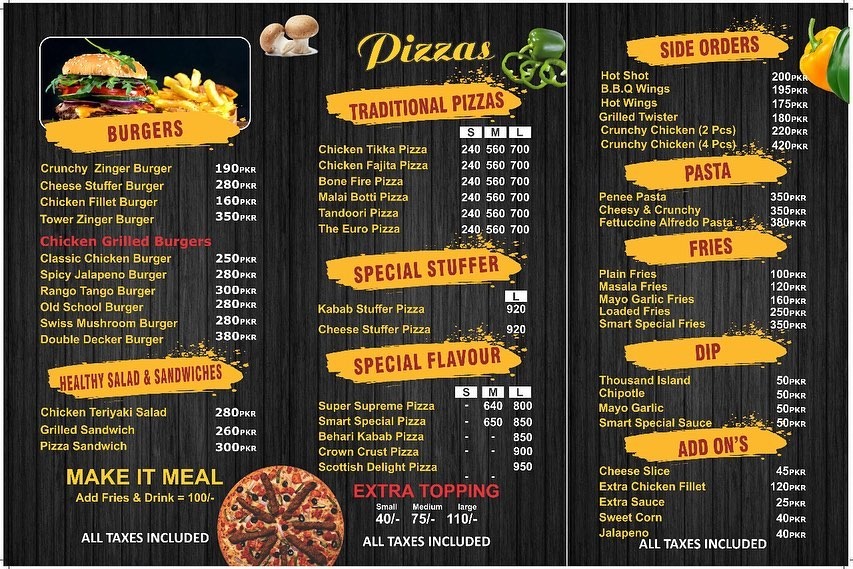 BURGERS
Crunchy Zinger Burger 190PKR
Cheese Stuffer Burger 280PKR
Chicken Fillet Burger 160PKR
Tower Zinger Burger 350PKR
Chicken Grilled Burgers
Classic Chicken Burger 250PKR
Spicy Jalapeno Burger 280PKR
Rango Tango Burger 300PKR
Old School Burger 280PKR
Swiss Mushroom Burger 280PKR
Double Decker Burger 380PKR
HEALTHY SALAD & SANDWICHES
Chicken Teriyaki Salad 280PKR
Grilled Sandwich 260PKR
Pizza Sandwich 300PKR
MAKE IT MEAL
Add Fries & Drink = 100/-
ALL TAXES INCLUDED
Pizzas
TRADITIONAL PIZZAS
S M L
Chicken Tikka Pizza 240 560 700
Chicken Fajita Pizza 240 560 700
Bone Fire Pizza 240 560 700
Malai Botti Pizza 240 560 700
Tandoori Pizza 240 560 700
The Euro Pizza 240 560 700
SPECIAL STUFFER
L
Kabab Stuffer Pizza 920
Cheese Stuffer Pizza 920
SPECIAL FLAVOUR
S M L
Super Supreme Pizza - 640 800
Smart Special Pizza - 650 850
Behari Kabab Pizza - - 850
Crown Crust Pizza - - 900
Scottish Delight Pizza - - 950
EXTRA TOPPING
Small Medium large
40/- 75/- 110/-
ALL TAXES INCLUDED
SIDE ORDERS
Hot Shot 200PKR
B.B.Q Wings 195PKR
Hot Wings 175PKR
Grilled Twister 180PKR
Crunchy Chicken (2 Pcs) 220PKR
Crunchy Chicken (4 Pcs) 420PKR
PASTA
Penee Pasta 350PKR
Cheesy & Crunchy 350PKR
Fettuccine Alfredo Pasta 380PKR
FRIES
Plain Fries 100PKR
Masala Fries 120PKR
Mayo Garlic Fries 160PKR
Loaded Fries 250PKR
Smart Special Fries 350PKR
DIP
Thousand Island 50PKR
Chipotle 50PKR
Mayo Garlic 50PKR
Smart Special Sauce 50PKR
ADD ON'S
Cheese Slice 45PKR
Extra Chicken Fillet 120PKR
Extra Sauce 25PKR
Sweet Corn 40PKR
Jalapeno 40PKR
ALL TAXES INCLUDED